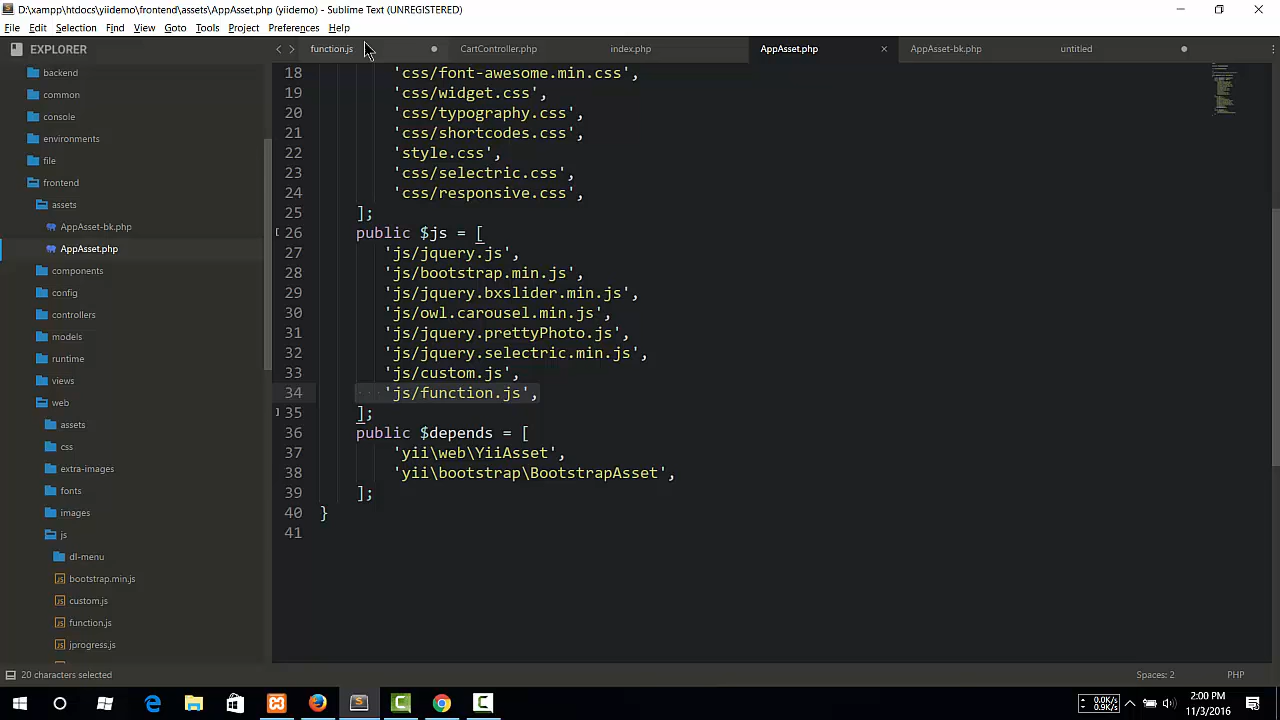 D:\xampp\htdocs\yiidemo\frontend\assets\AppAsset.php (yiidemo) - Sublime Text (UNREGISTERED)
File Edit Selection Find View Goto Tools Project Preferences Help
EXPLORER
function.js CartController.php index.php AppAsset.php AppAsset-bk.php untitled
backend
common
console
environments
file
frontend
assets
AppAsset-bk.php
AppAsset.php
components
config
controllers
models
runtime
views
web
assets
css
extra-images
fonts
images
js
dl-menu
bootstrap.min.js
custom.js
function.js
jprogress.js
18 'css/font-awesome.min.css',
19 'css/widget.css',
20 'css/typography.css',
21 'css/shortcodes.css',
22 'style.css',
23 'css/selectric.css',
24 'css/responsive.css',
25 ];
26 public $js = [
27 'js/jquery.js',
28 'js/bootstrap.min.js',
29 'js/jquery.bxslider.min.js',
30 'js/owl.carousel.min.js',
31 'js/jquery.prettyPhoto.js',
32 'js/jquery.selectric.min.js',
33 'js/custom.js',
34 'js/function.js',
35 ];
36 public $depends = [
37 'yii\web\YiiAsset',
38 'yii\bootstrap\BootstrapAsset',
39 ];
40 }
41
20 characters selected
Spaces: 2 PHP
0.0K/s
0.9K/s
2:00 PM
11/3/2016